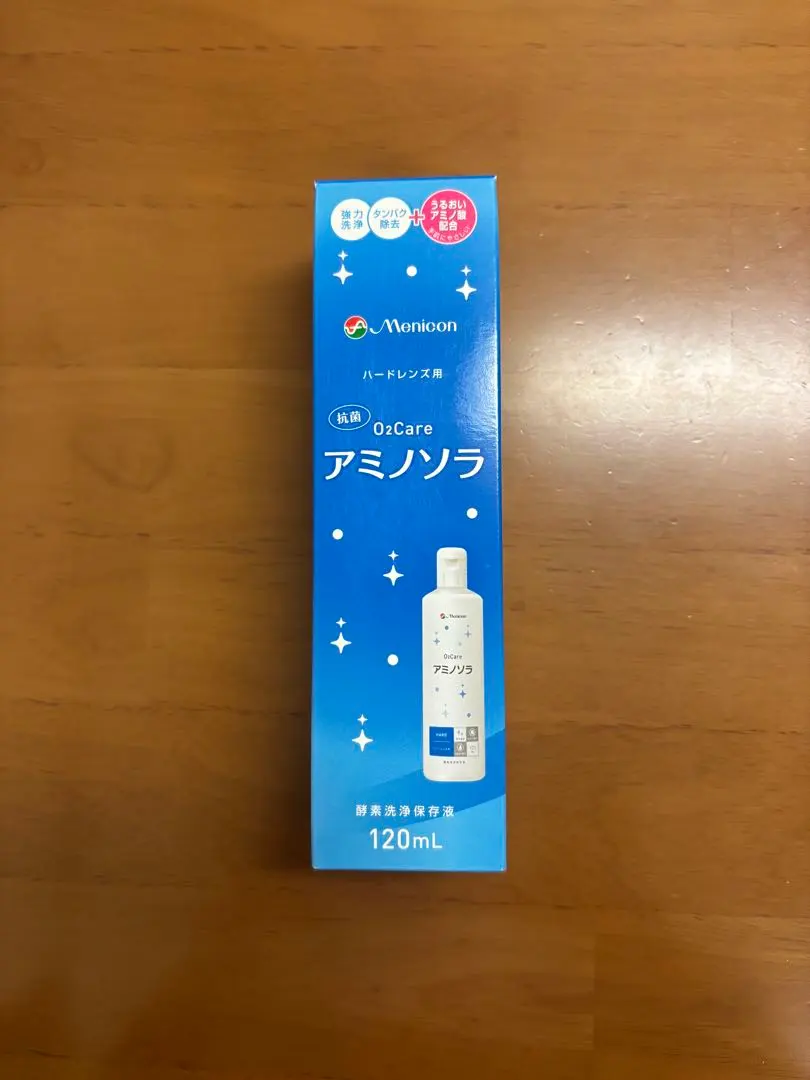 強力
洗浄
タンパク
除去
+
うるおい
アミノ酸
配合
Menicon
ハードレンズ用
抗菌
O2Care
アミノソラ
Menicon
O2Care
アミノソラ
HARD
酵素洗浄保存液
120mL